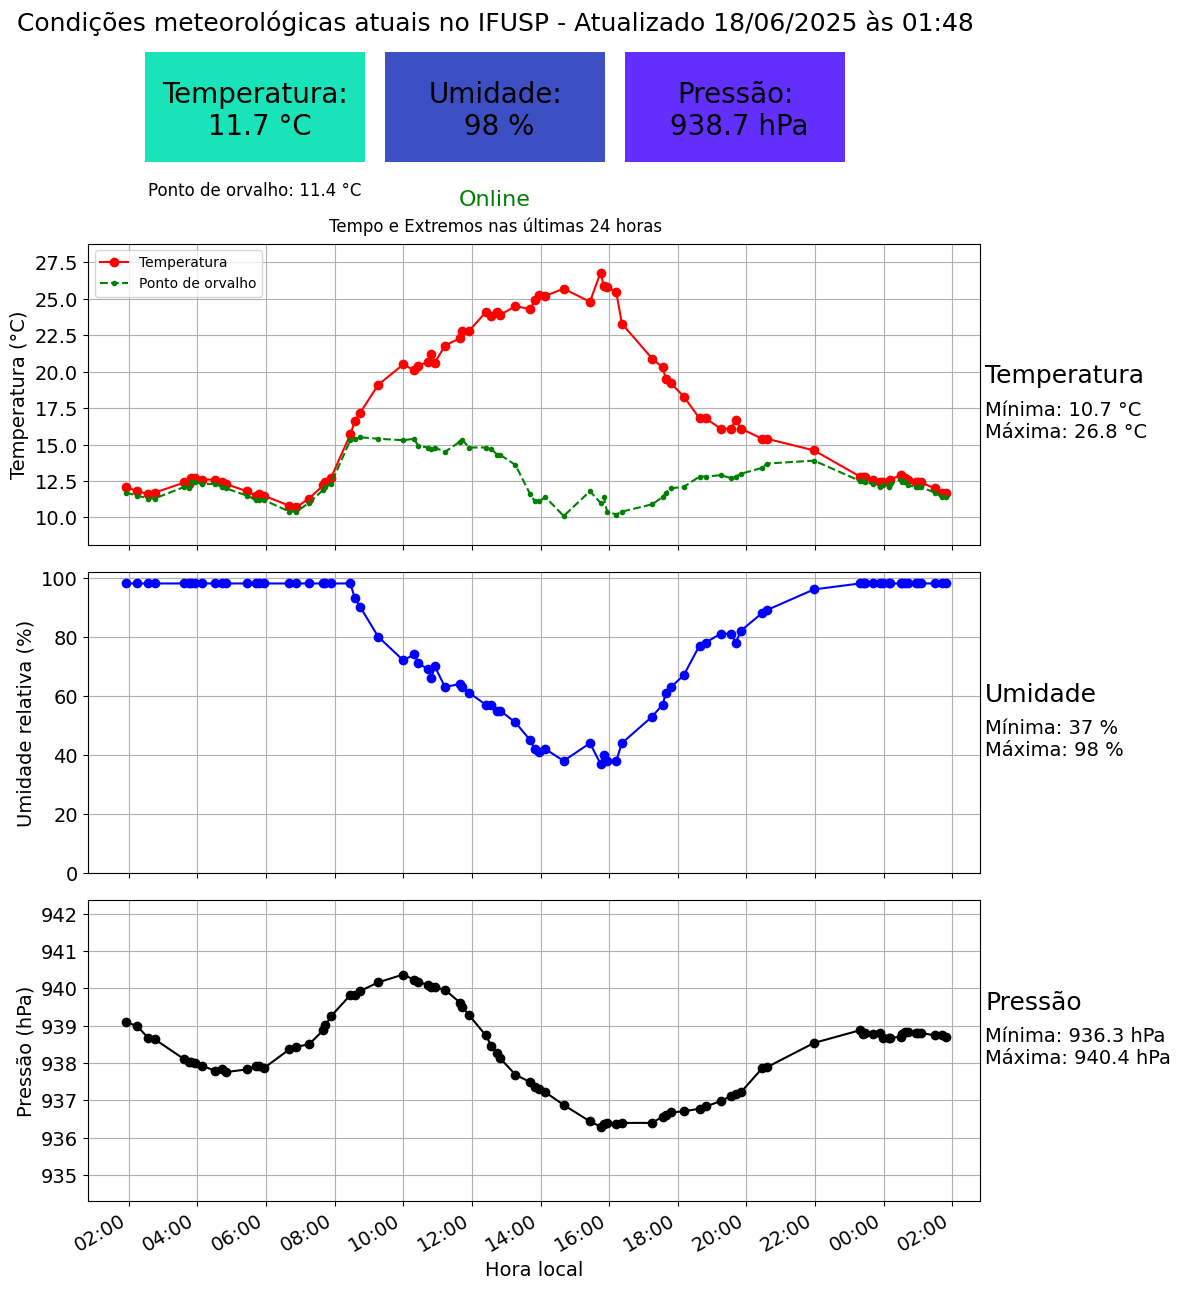 Condições meteorológicas atuais no IFUSP - Atualizado 18/06/2025 às 01:48
Temperatura:
11.7 °C
Umidade:
98 %
Pressão:
938.7 hPa
Ponto de orvalho: 11.4 °C
Online
Tempo e Extremos nas últimas 24 horas
Temperatura
Ponto de orvalho
Temperatura (°C)
27.5
25.0
22.5
20.0
17.5
15.0
12.5
10.0
Temperatura
Mínima: 10.7 °C
Máxima: 26.8 °C
Umidade relativa (%)
100
80
60
40
20
0
Umidade
Mínima: 37 %
Máxima: 98 %
Pressão (hPa)
942
941
940
939
938
937
936
935
Pressão
Mínima: 936.3 hPa
Máxima: 940.4 hPa
02:00 04:00 06:00 08:00 10:00 12:00 14:00 16:00 18:00 20:00 22:00 00:00 02:00
Hora local